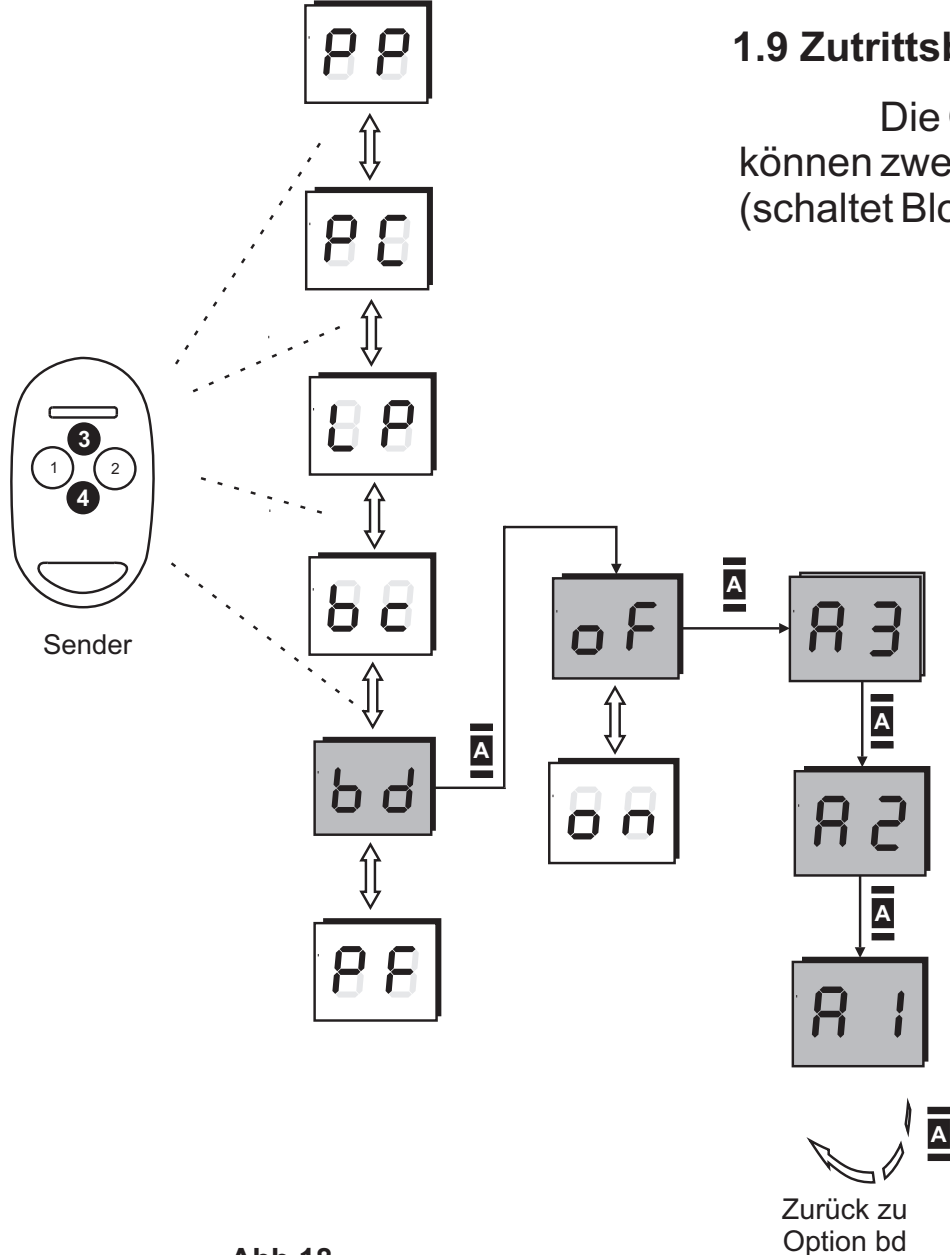 PP
1.9 Zutritts
Die
können zwe
(schaltet Blo
PC
LP
3
1 2
4
Sender
bc
oF
A
A3
A
bd
A
on
A2
A
PF
A1
A
Zurück zu
Option bd
Abb 18